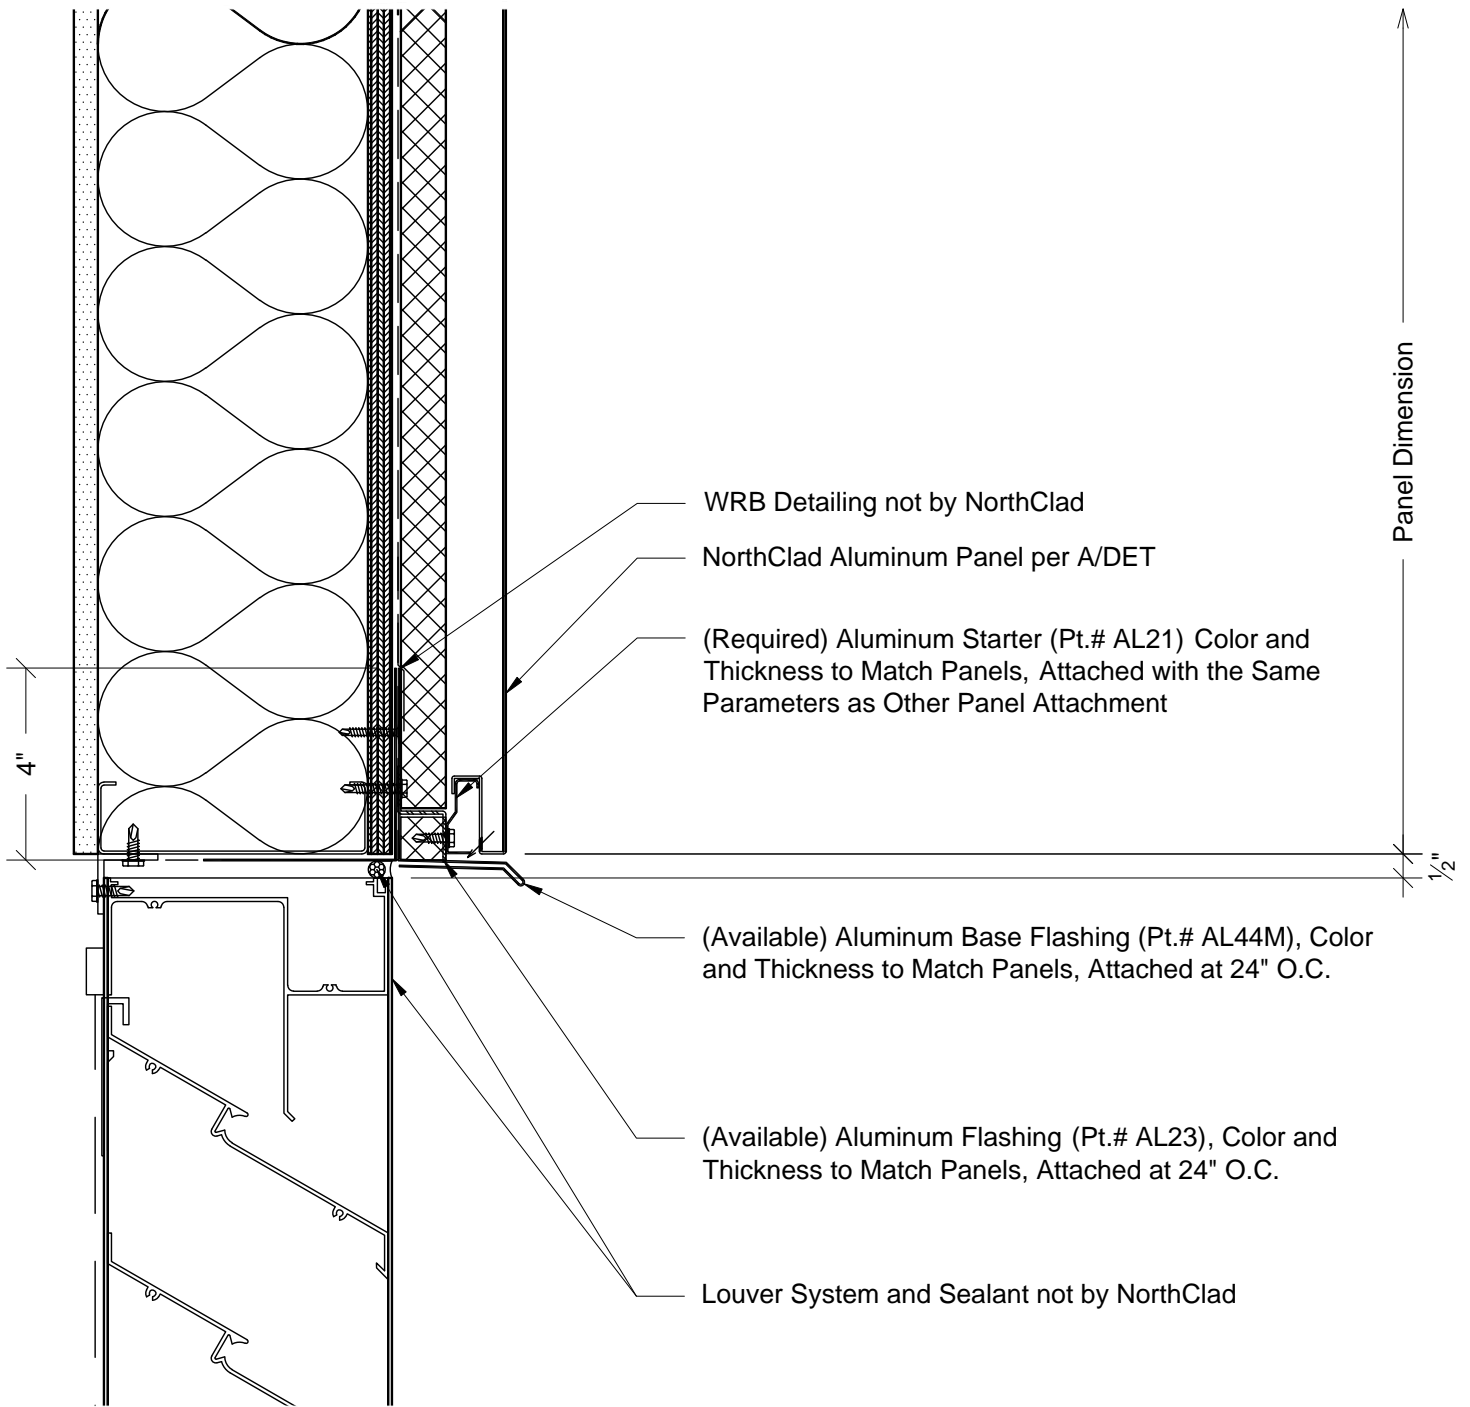 WRB Detailing not by NorthClad
NorthClad Aluminum Panel per A/DET
(Required) Aluminum Starter (Pt.# AL21) Color and
Thickness to Match Panels, Attached with the Same
Parameters as Other Panel Attachment
Panel Dimension
4"
½"
(Available) Aluminum Base Flashing (Pt.# AL44M), Color
and Thickness to Match Panels, Attached at 24" O.C.
(Available) Aluminum Flashing (Pt.# AL23), Color and
Thickness to Match Panels, Attached at 24" O.C.
Louver System and Sealant not by NorthClad